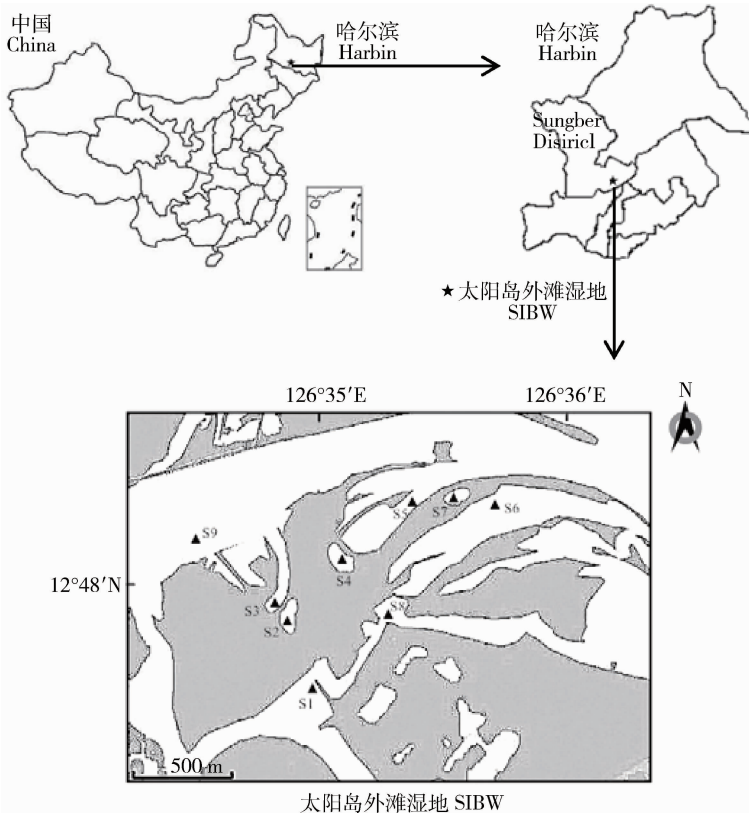 中国
China
哈尔滨
Harbin
哈尔滨
Harbin
Sungber
Disiricl
★太阳岛外滩湿地
SIBW
126°35′E
126°36′E
N
12°48′N
S9
S5
S7
S6
S4
S3
S2
S8
S1
500 m
太阳岛外滩湿地 SIBW